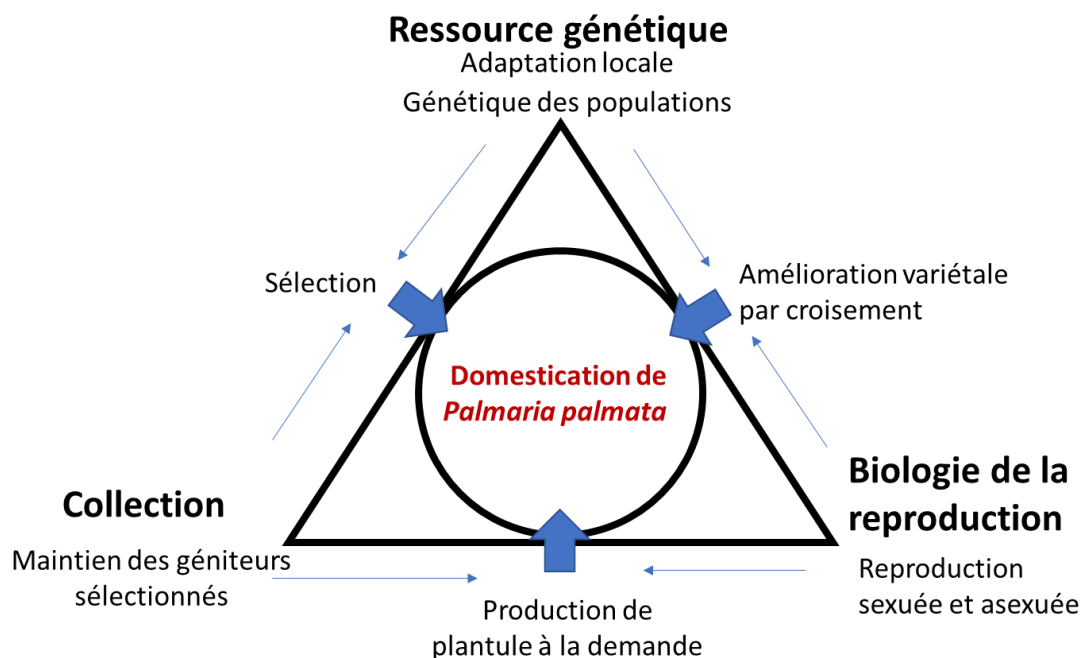 Ressource génétique
Adaptation locale
Génétique des populations
Sélection
Amélioration variétale
par croisement
Domestication de
Palmaria palmata
Collection
Maintien des géniteurs
sélectionnés
Biologie de la
reproduction
Reproduction
sexuée et asexuée
Production de
plantule à la demande